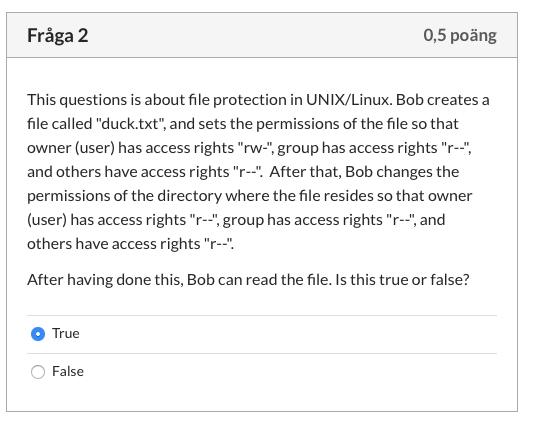 Fråga 2
0,5 poäng
This questions is about file protection in UNIX/Linux. Bob creates a
file called "duck.txt", and sets the permissions of the file so that
owner (user) has access rights "rw-", group has access rights "r--",
and others have access rights "r--".  After that, Bob changes the
permissions of the directory where the file resides so that owner
(user) has access rights "r--", group has access rights "r--", and
others have access rights "r--".
After having done this, Bob can read the file. Is this true or false?
True
False